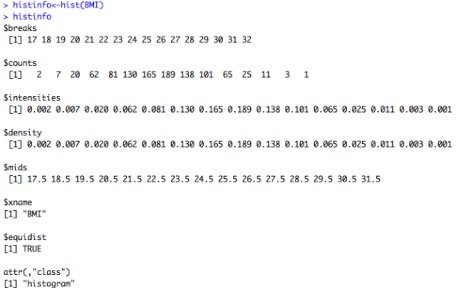 > histinfo<-hist(BMI)
> histinfo
$breaks
[1] 17 18 19 20 21 22 23 24 25 26 27 28 29 30 31 32
$counts
[1] 2 7 20 62 81 130 165 189 138 101 65 25 11 3 1
$intensities
[1] 0.002 0.007 0.020 0.062 0.081 0.130 0.165 0.189 0.138 0.101 0.065 0.025 0.011 0.003 0.001
$density
[1] 0.002 0.007 0.020 0.062 0.081 0.130 0.165 0.189 0.138 0.101 0.065 0.025 0.011 0.003 0.001
$mids
[1] 17.5 18.5 19.5 20.5 21.5 22.5 23.5 24.5 25.5 26.5 27.5 28.5 29.5 30.5 31.5
$xname
[1] "BMI"
$equidist
[1] TRUE
attr(,"class")
[1] "histogram"